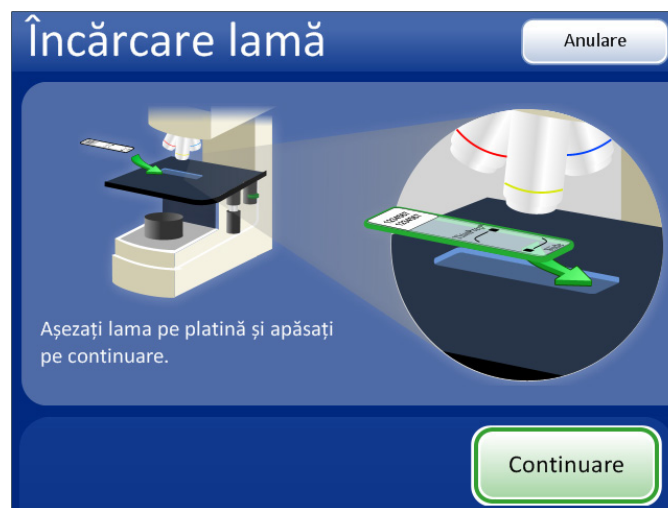 Încărcare lamă
Anulare
Așezați lama pe platină și apăsați
pe continuare.
Continuare